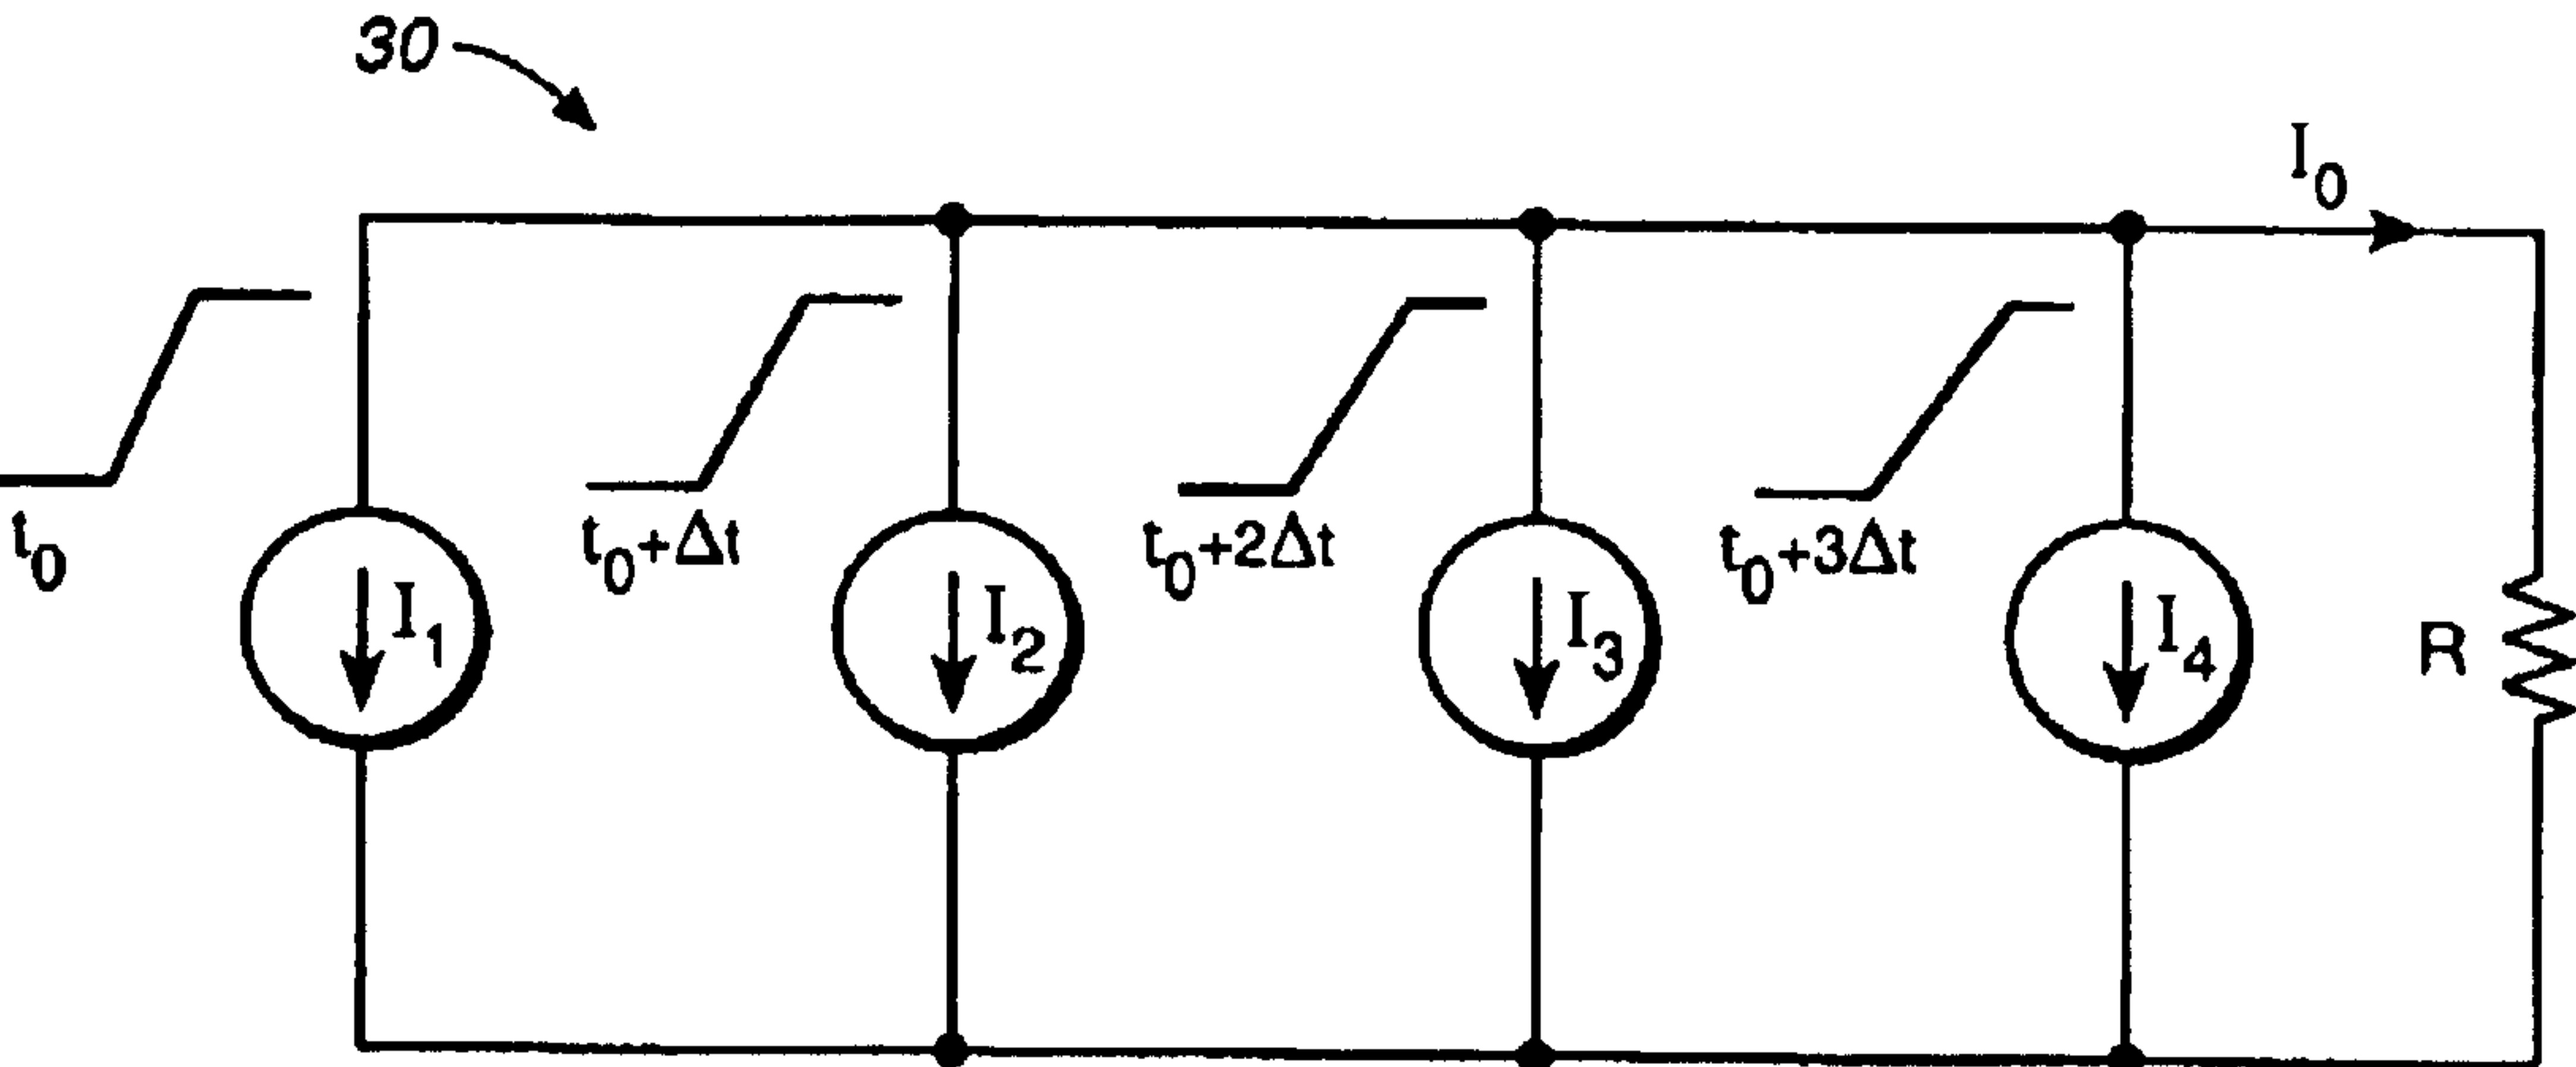 30
I₀
t₀
t₀+Δt
t₀+2Δt
t₀+3Δt
I₁
I₂
I₃
I₄
R